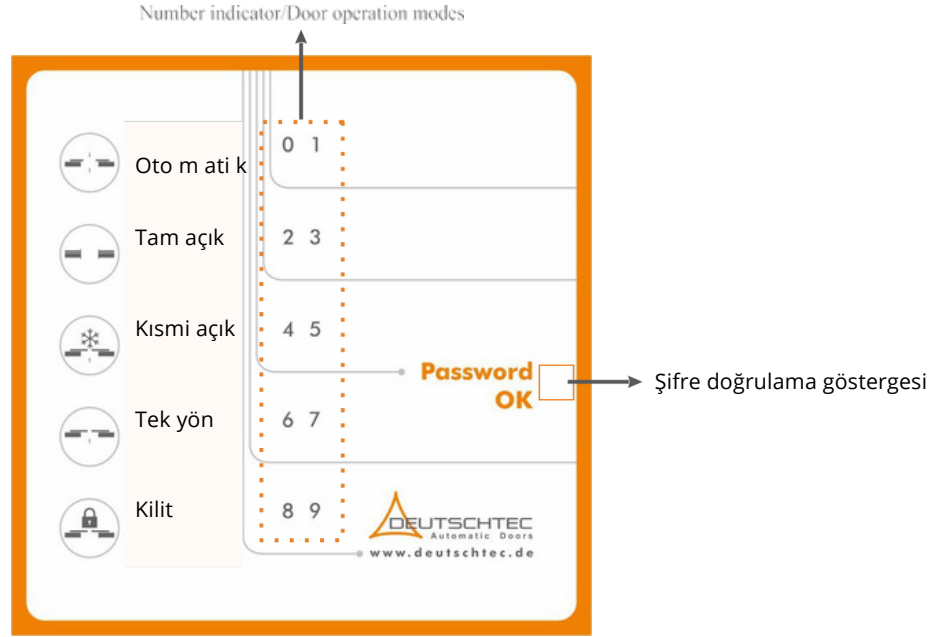 Number indicator/Door operation modes
Oto m ati k
0 1
Tam açık
2 3
Kısmi açık
4 5
Password
OK
Şifre doğrulama göstergesi
Tek yön
6 7
Kilit
8 9
DEUTSCHTEC
Automatic Doors
www.deutschtec.de